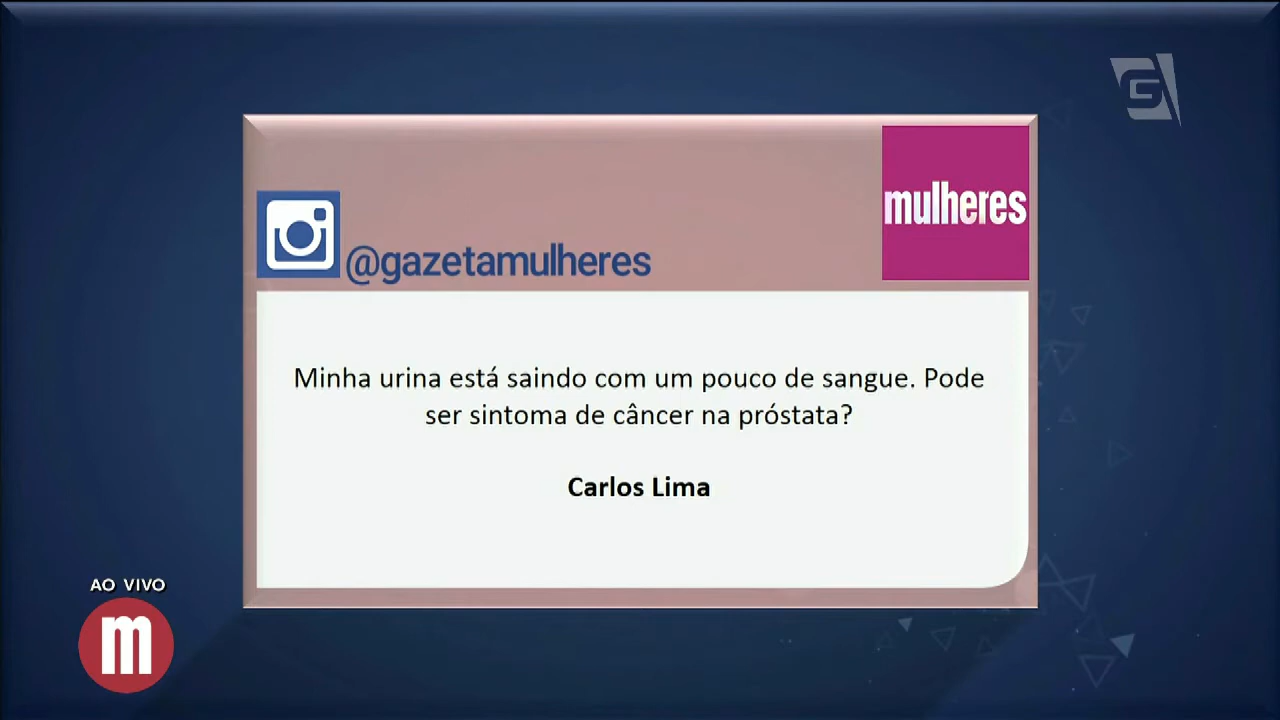 mulheres
@gazetamulheres
Minha urina está saindo com um pouco de sangue. Pode
ser sintoma de câncer na próstata?
Carlos Lima
AO VIVO
m